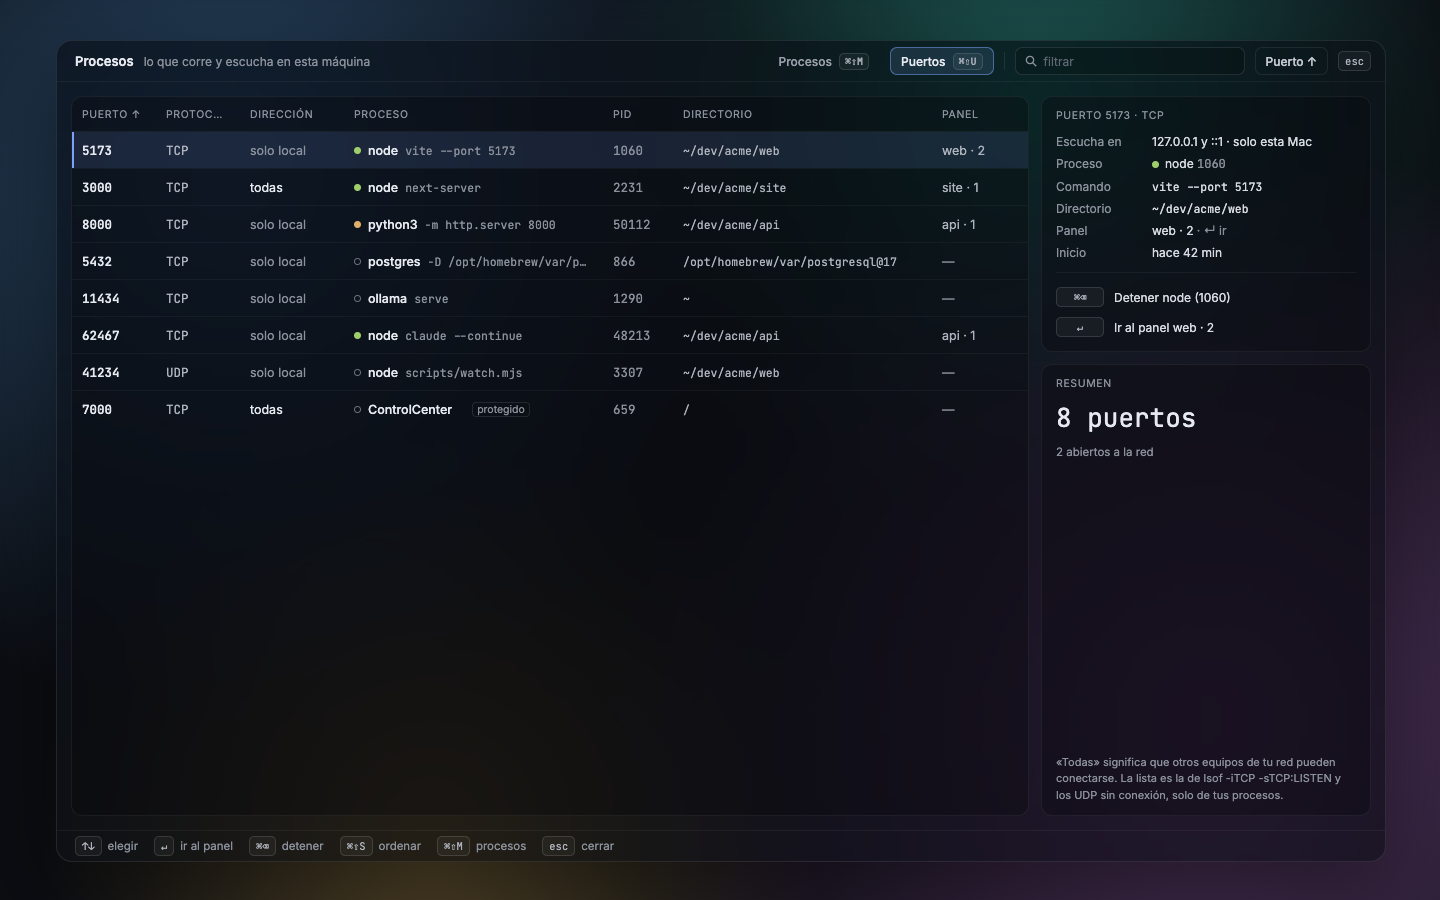 Procesos lo que corre y escucha en esta máquina Procesos ⌘⇧M Puertos ⌘⇧U filtrar Puerto ↑ esc
PUERTO ↑ PROTOC... DIRECCIÓN PROCESO PID DIRECTORIO PANEL
5173 TCP solo local node vite --port 5173 1060 ~/dev/acme/web web · 2
3000 TCP todas node next-server 2231 ~/dev/acme/site site · 1
8000 TCP solo local python3 -m http.server 8000 50112 ~/dev/acme/api api · 1
5432 TCP solo local postgres -D /opt/homebrew/var/p… 866 /opt/homebrew/var/postgresql@17 —
11434 TCP solo local ollama serve 1290 ~ —
62467 TCP solo local node claude --continue 48213 ~/dev/acme/api api · 1
41234 UDP solo local node scripts/watch.mjs 3307 ~/dev/acme/web —
7000 TCP todas ControlCenter protegido 659 / —
PUERTO 5173 · TCP
Escucha en 127.0.0.1 y ::1 · solo esta Mac
Proceso node 1060
Comando vite --port 5173
Directorio ~/dev/acme/web
Panel web · 2 · ↵ ir
Inicio hace 42 min
⌘⌫ Detener node (1060)
↵ Ir al panel web · 2
RESUMEN
8 puertos
2 abiertos a la red
«Todas» significa que otros equipos de tu red pueden
conectarse. La lista es la de lsof -iTCP -sTCP:LISTEN y
los UDP sin conexión, solo de tus procesos.
↑↓ elegir ↵ ir al panel ⌘⌫ detener ⌘⇧S ordenar ⌘⇧M procesos esc cerrar